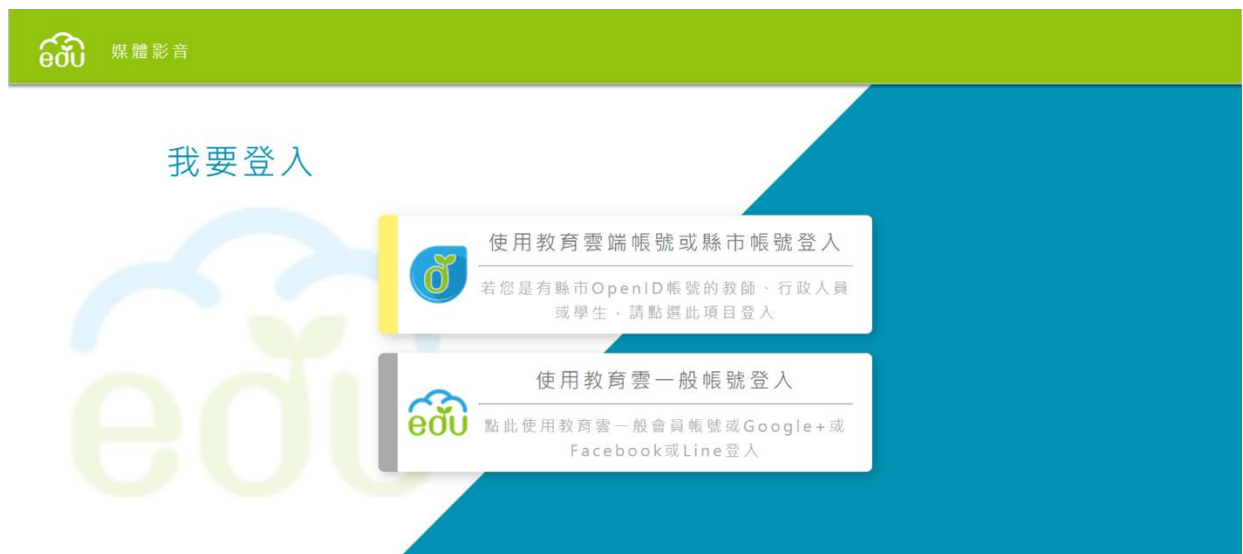 edu 媒體影音
我要登入
使用教育雲端帳號或縣市帳號登入
若您是有縣市OpenID帳號的教師、行政人員
或學生，請點選此項目登入
使用教育雲一般帳號登入
edu
點此使用教育雲一般會員帳號或Google+或
Facebook或Line登入
edu